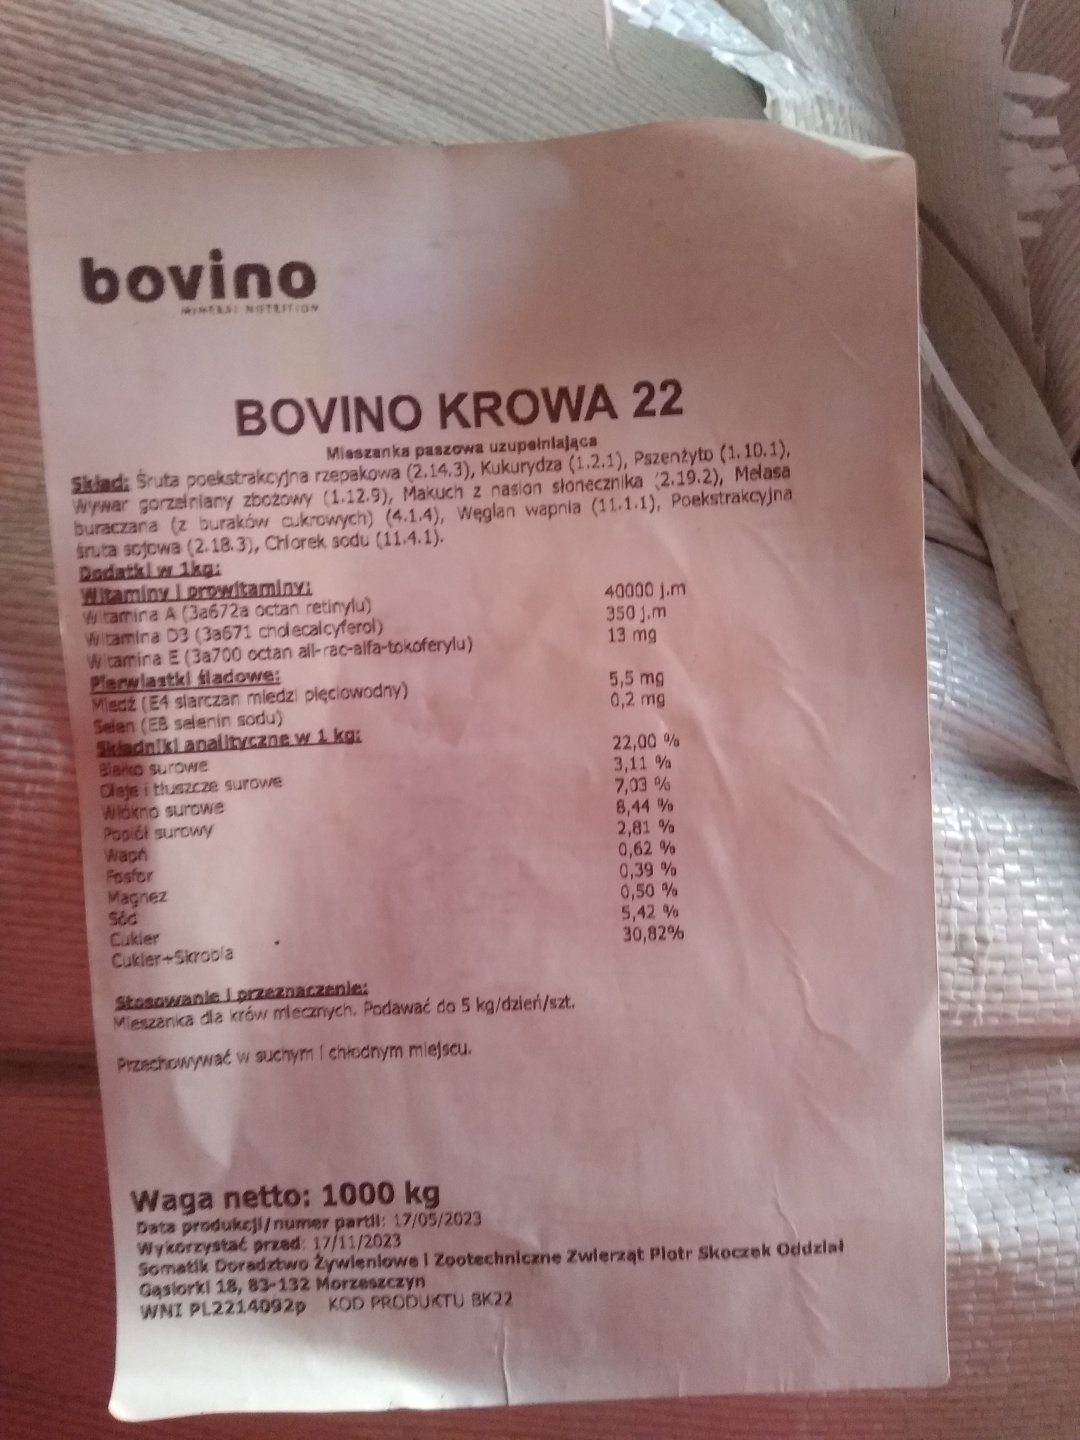 bovino
MINERAL NUTRITION
BOVINO KROWA 22
Mieszanka paszowa uzupełniająca
Skład: Śruta poekstrakcyjna rzepakowa (2.14.3), Kukurydza (1.2.1), Pszenżyto (1.10.1),
Wywar gorzelniany zbożowy (1.12.9), Makuch z nasion słonecznika (2.19.2), Melasa
buraczana (z buraków cukrowych) (4.1.4), Węglan wapnia (11.1.1), Poekstrakcyjna
śruta sojowa (2.18.3), Chlorek sodu (11.4.1).
Dodatki w 1kg:
Witaminy i prowitaminy:
Witamina A (3a672a octan retinylu) 40000 j.m
Witamina D3 (3a671 cholecalcyferol) 350 j.m
Witamina E (3a700 octan all-rac-alfa-tokoferylu) 13 mg
Pierwiastki śladowe:
Miedź (E4 siarczan miedzi pięciowodny) 5,5 mg
Selen (E8 selenin sodu) 0,2 mg
Składniki analityczne w 1 kg:
Białko surowe 22,00 %
Oleje i tłuszcze surowe 3,11 %
Włókno surowe 7,03 %
Popiół surowy 8,44 %
Wapń 2,81 %
Fosfor 0,62 %
Magnez 0,39 %
Sód 0,50 %
Cukier 5,42 %
Cukier+Skrobia 30,82%
Stosowanie i przeznaczenie:
Mieszanka dla krów mlecznych. Podawać do 5 kg/dzień/szt.
Przechowywać w suchym i chłodnym miejscu.
Waga netto: 1000 kg
Data produkcji/numer partii: 17/05/2023
Wykorzystać przed: 17/11/2023
Somatik Doradztwo Żywieniowe i Zootechniczne Zwierząt Piotr Skoczek Oddział
Gąsiorki 18, 83-132 Morzeszczyn
WNI PL2214092p KOD PRODUKTU BK22